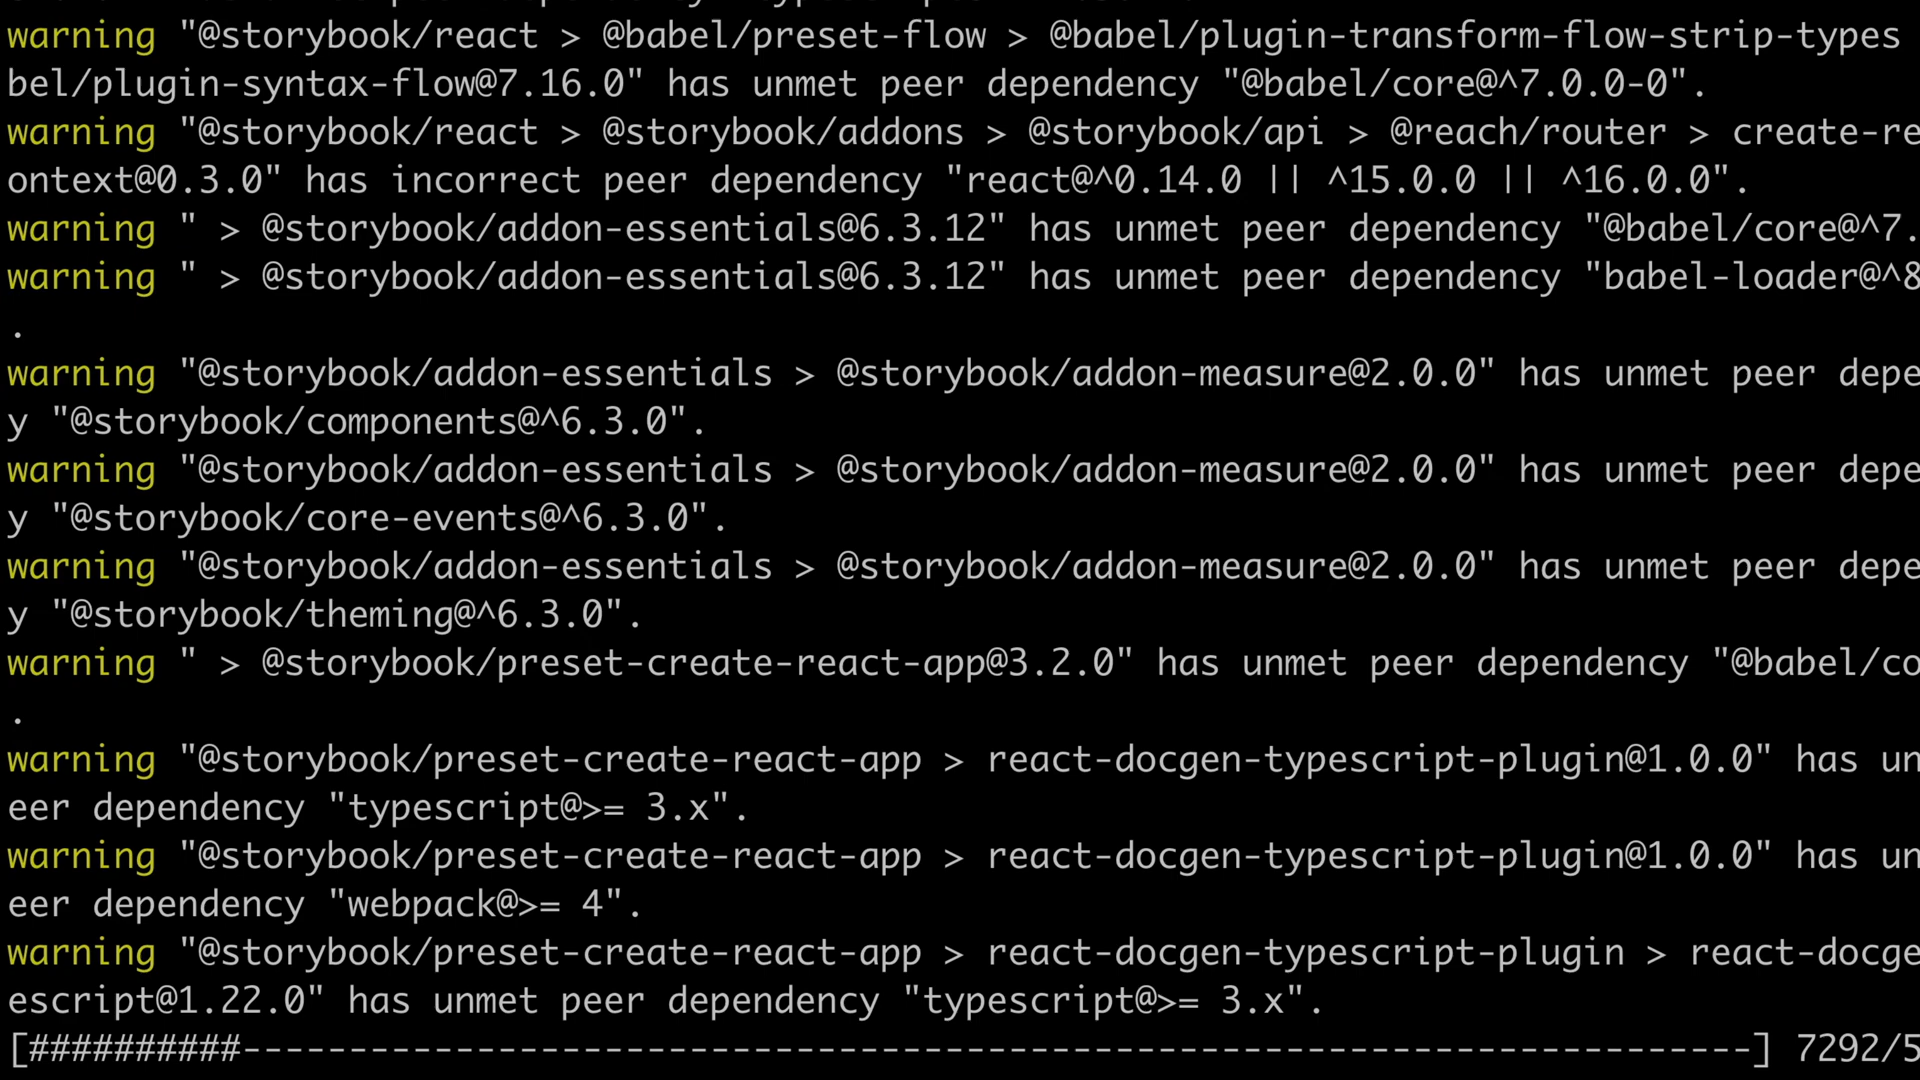 warning "@storybook/react > @babel/preset-flow > @babel/plugin-transform-flow-strip-types
bel/plugin-syntax-flow@7.16.0" has unmet peer dependency "@babel/core@^7.0.0-0".
warning "@storybook/react > @storybook/addons > @storybook/api > @reach/router > create-re
ontext@0.3.0" has incorrect peer dependency "react@^0.14.0 || ^15.0.0 || ^16.0.0".
warning " > @storybook/addon-essentials@6.3.12" has unmet peer dependency "@babel/core@^7.
warning " > @storybook/addon-essentials@6.3.12" has unmet peer dependency "babel-loader@^8
.
warning "@storybook/addon-essentials > @storybook/addon-measure@2.0.0" has unmet peer depe
y "@storybook/components@^6.3.0".
warning "@storybook/addon-essentials > @storybook/addon-measure@2.0.0" has unmet peer depe
y "@storybook/core-events@^6.3.0".
warning "@storybook/addon-essentials > @storybook/addon-measure@2.0.0" has unmet peer depe
y "@storybook/theming@^6.3.0".
warning " > @storybook/preset-create-react-app@3.2.0" has unmet peer dependency "@babel/co
.
warning "@storybook/preset-create-react-app > react-docgen-typescript-plugin@1.0.0" has un
eer dependency "typescript@>= 3.x".
warning "@storybook/preset-create-react-app > react-docgen-typescript-plugin@1.0.0" has un
eer dependency "webpack@>= 4".
warning "@storybook/preset-create-react-app > react-docgen-typescript-plugin > react-docge
escript@1.22.0" has unmet peer dependency "typescript@>= 3.x".
[##########-----------------------------------------------------------------------] 7292/5